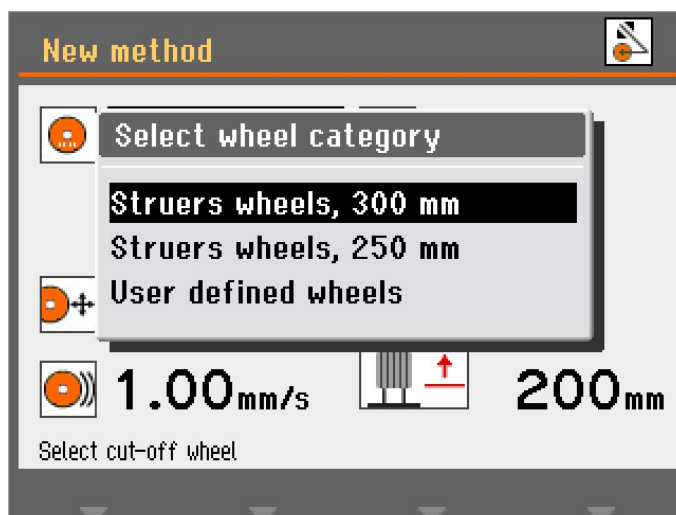 New method
Select wheel category
Struers wheels, 300 mm
Struers wheels, 250 mm
User defined wheels
1.00mm/s
200mm
Select cut-off wheel